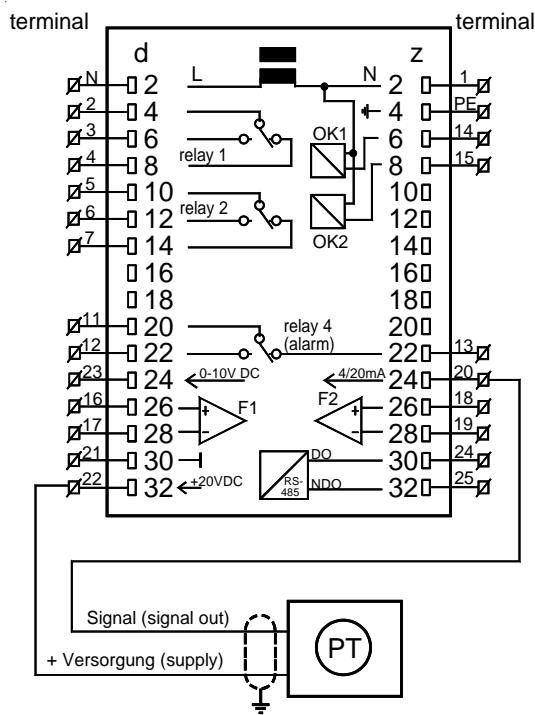 terminal terminal
d z
N 2 L N 2 1
2 4 4 PE
3 6 OK1 6 14
4 8 relay 1 8 15
5 10 10
6 12 relay 2 12
7 14 OK2 14
16 16
18 18
11 20 relay 4 20
12 22 (alarm) 22 13
23 24 0-10V DC 4/20mA 24 20
16 26 + F1 F2 + 26 18
17 28 – – 28 19
21 30 DO 30 24
22 32 +20VDC RS-485 NDO 32 25
Signal (signal out)
PT
+ Versorgung (supply)